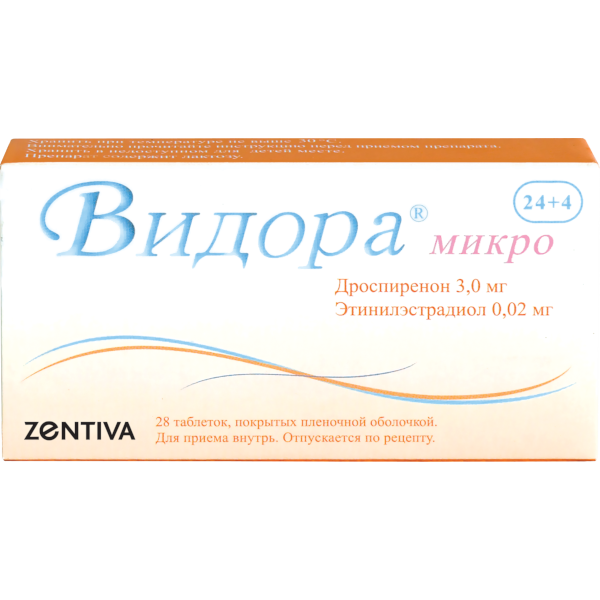 Хранить при температуре не выше 30 °С
Внимательно прочитайте инструкцию перед приемом препарата.
Хранить в недоступном для детей месте.
Препарат содержит лактозу.
Видора® микро
24+4
Дроспиренон 3,0 мг
Этинилэстрадиол 0,02 мг
28 таблеток, покрытых пленочной оболочкой.
Для приема внутрь. Отпускается по рецепту.
ZENTIVA